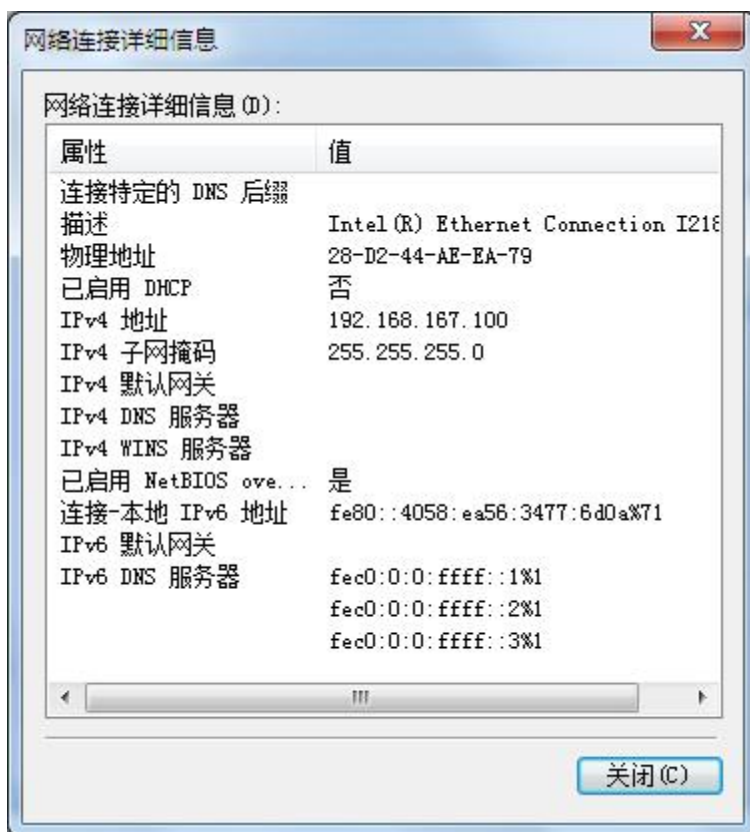 网络连接详细信息
网络连接详细信息(D):
属性 值
连接特定的 DNS 后缀
描述 Intel(R) Ethernet Connection I218
物理地址 28-D2-44-AE-EA-79
已启用 DHCP 否
IPv4 地址 192.168.167.100
IPv4 子网掩码 255.255.255.0
IPv4 默认网关
IPv4 DNS 服务器
IPv4 WINS 服务器
已启用 NetBIOS ove... 是
连接-本地 IPv6 地址 fe80::4058:ea56:3477:6d0a%71
IPv6 默认网关
IPv6 DNS 服务器 fec0:0:0:ffff::1%1
fec0:0:0:ffff::2%1
fec0:0:0:ffff::3%1
关闭(C)